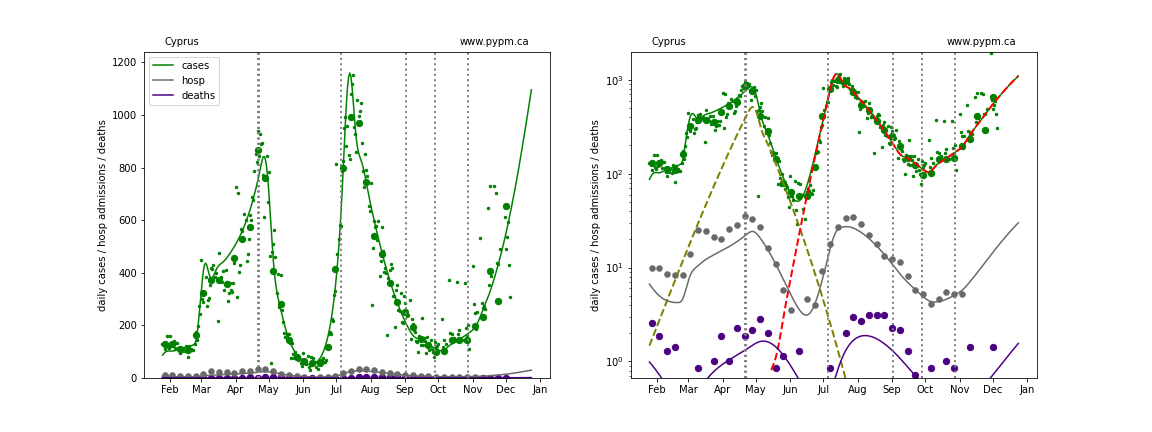 Cyprus www.pypm.ca
daily cases / hosp admissions / deaths
1200
1000
800
600
400
200
0
cases
hosp
deaths
Feb Mar Apr May Jun Jul Aug Sep Oct Nov Dec Jan
Cyprus www.pypm.ca
daily cases / hosp admissions / deaths
10³
10²
10¹
10⁰
Feb Mar Apr May Jun Jul Aug Sep Oct Nov Dec Jan